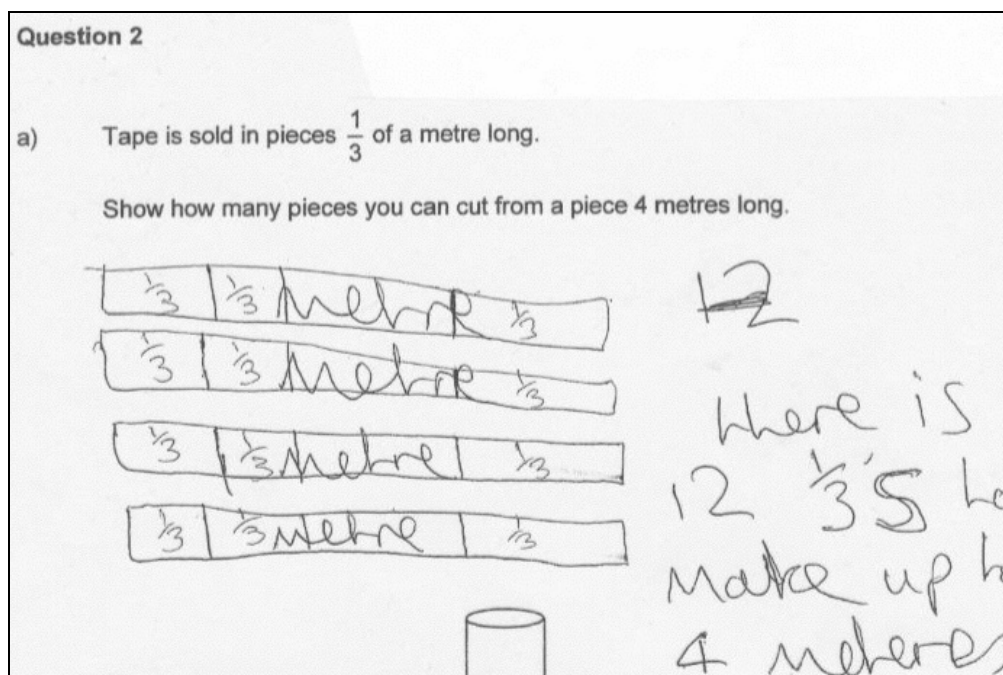 Question 2
a) Tape is sold in pieces 1/3 of a metre long.
Show how many pieces you can cut from a piece 4 metres long.
1/3 1/3 Metre 1/3
12
1/3 1/3 Metre 1/3
1/3 1/3 Metre 1/3
1/3 1/3 metre 1/3
there is
12 1/3's
Make up
4 meteres